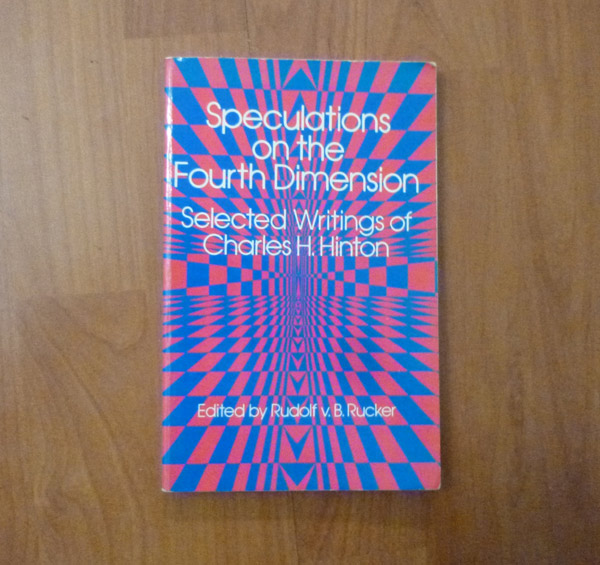 Speculations
on the
Fourth Dimension
Selected Writings of
Charles H. Hinton
Edited by Rudolf v. B. Rucker